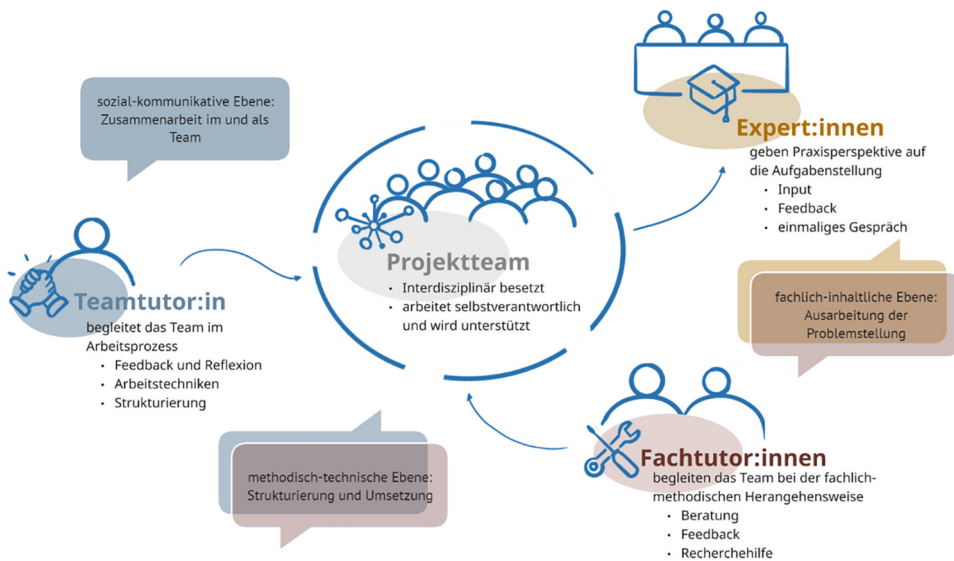 sozial-kommunikative Ebene:
Zusammenarbeit im und als
Team
Expert:innen
geben Praxisperspektive auf
die Aufgabenstellung
• Input
• Feedback
• einmaliges Gespräch
Projektteam
• Interdisziplinär besetzt
• arbeitet selbstverantwortlich
und wird unterstützt
Teamtutor:in
begleitet das Team im
Arbeitsprozess
• Feedback und Reflexion
• Arbeitstechniken
• Strukturierung
fachlich-inhaltliche Ebene:
Ausarbeitung der
Problemstellung
methodisch-technische Ebene:
Strukturierung und Umsetzung
Fachtutor:innen
begleiten das Team bei der fachlich-
methodischen Herangehensweise
• Beratung
• Feedback
• Recherchehilfe